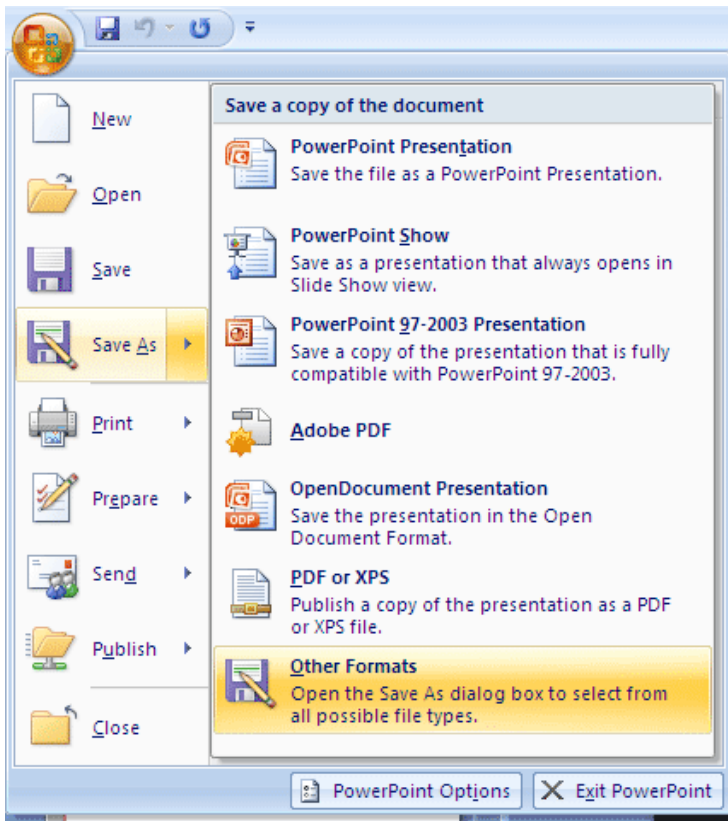 New
Open
Save
Save As
Print
Prepare
Send
Publish
Close
Save a copy of the document
PowerPoint Presentation
Save the file as a PowerPoint Presentation.
PowerPoint Show
Save as a presentation that always opens in
Slide Show view.
PowerPoint 97-2003 Presentation
Save a copy of the presentation that is fully
compatible with PowerPoint 97-2003.
Adobe PDF
ODP
OpenDocument Presentation
Save the presentation in the Open
Document Format.
PDF or XPS
Publish a copy of the presentation as a PDF
or XPS file.
Other Formats
Open the Save As dialog box to select from
all possible file types.
PowerPoint Options
Exit PowerPoint